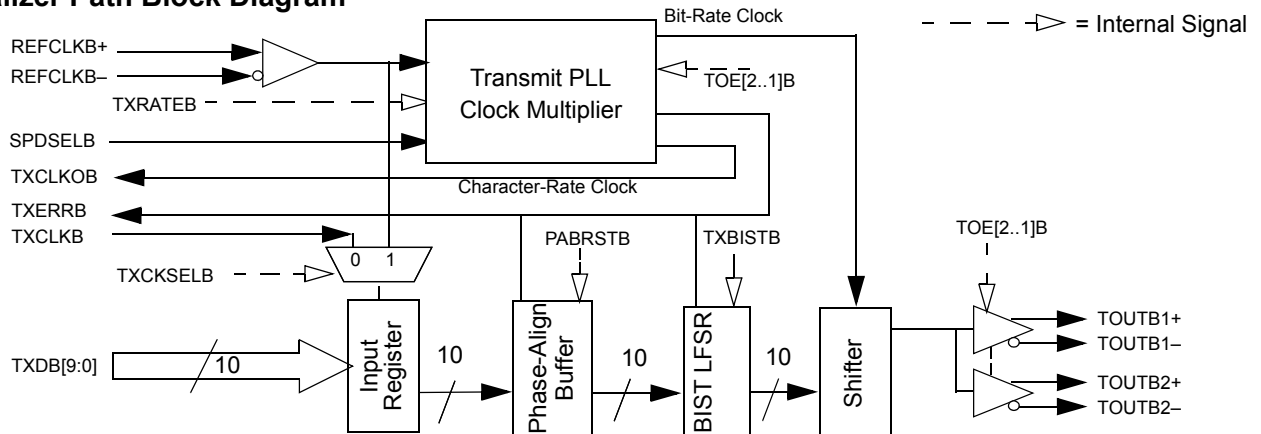 alizer Path Block Diagram
Bit-Rate Clock
= Internal Signal
REFCLKB+
REFCLKB–
TXRATEB
Transmit PLL
Clock Multiplier
TOE[2..1]B
SPDSELB
TXCLKOB
Character-Rate Clock
TXERRB
TXCLKB
PABRSTB
TXBISTB
TOE[2..1]B
0 1
TXCKSELB
TXDB[9:0]
10
Input
Register
10
Phase-Align
Buffer
10
BIST LFSR
10
Shifter
TOUTB1+
TOUTB1–
TOUTB2+
TOUTB2–